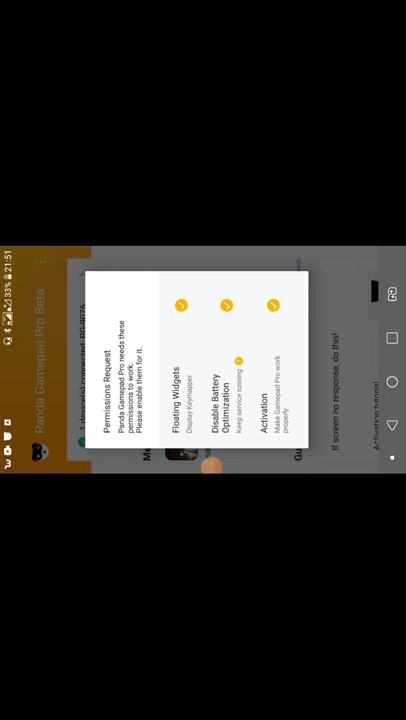 33% 21:51
Panda Gamepad Pro Beta
1 device(s) connected: PG-9076
Permissions Request
Panda Gamepad Pro needs these
permissions to work.
Please enable them for it.
Floating Widgets
Display Keymapper
Disable Battery
Optimization
Keep service running
Activation
Make Gamepad Pro work
properly
If screen no response, do this!
Activation tutorial